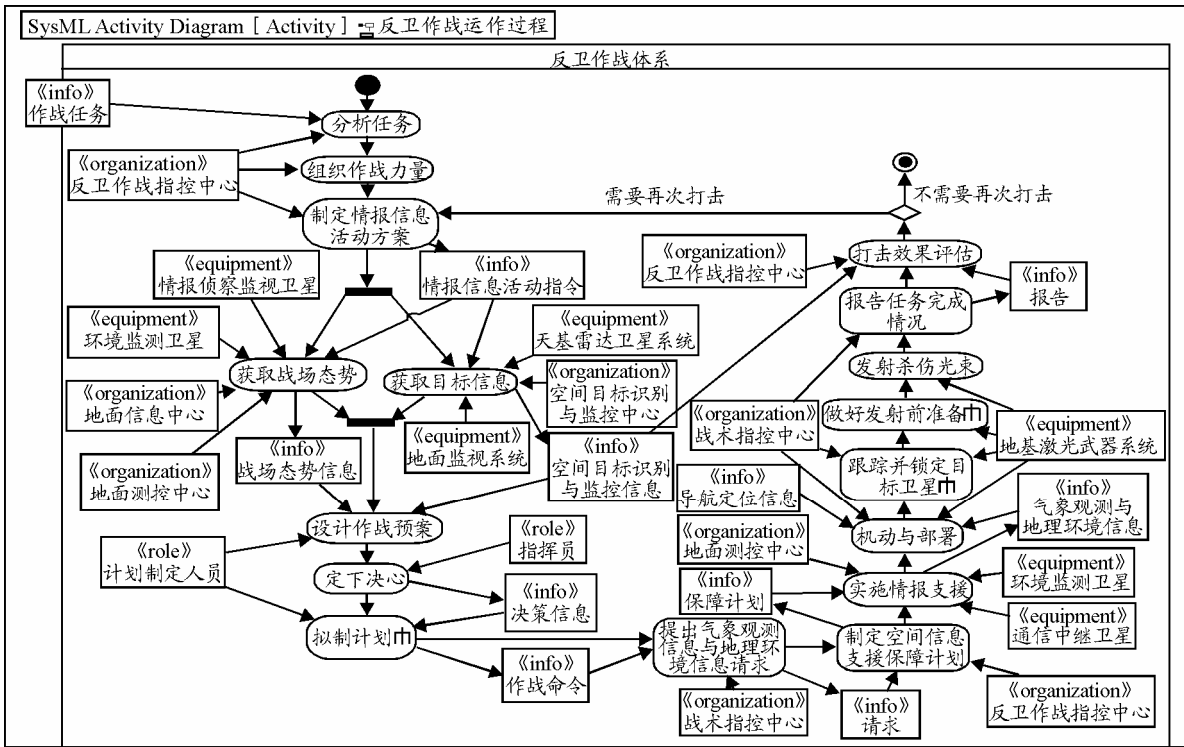 SysML Activity Diagram [ Activity ] 反卫作战运作过程
反卫作战体系
《info》
作战任务
分析任务
《organization》
反卫作战指控中心
组织作战力量
制定情报信息
活动方案
需要再次打击
不需要再次打击
《equipment》
情报侦察监视卫星
《info》
情报信息活动指令
《organization》
反卫作战指控中心
打击效果评估
《info》
报告
报告任务完成
情况
《equipment》
环境监测卫星
《equipment》
天基雷达卫星系统
获取战场态势
获取目标信息
发射杀伤光束
《organization》
地面信息中心
《organization》
空间目标识别
与监控中心
做好发射前准备
《organization》
战术指控中心
《equipment》
地基激光武器系统
《equipment》
地面监视系统
《info》
战场态势信息
《organization》
地面测控中心
《info》
空间目标识别
与监控信息
跟踪并锁定目
标卫星
《info》
导航定位信息
《info》
气象观测与
地理环境信息
设计作战预案
机动与部署
《role》
计划制定人员
《role》
指挥员
《organization》
地面测控中心
定下决心
《info》
决策信息
《info》
保障计划
实施情报支援
《equipment》
环境监测卫星
《equipment》
通信中继卫星
拟制计划
提出气象观测
信息与地理环
境信息请求
制定空间信息
支援保障计划
《info》
作战命令
《organization》
战术指控中心
《info》
请求
《organization》
反卫作战指控中心